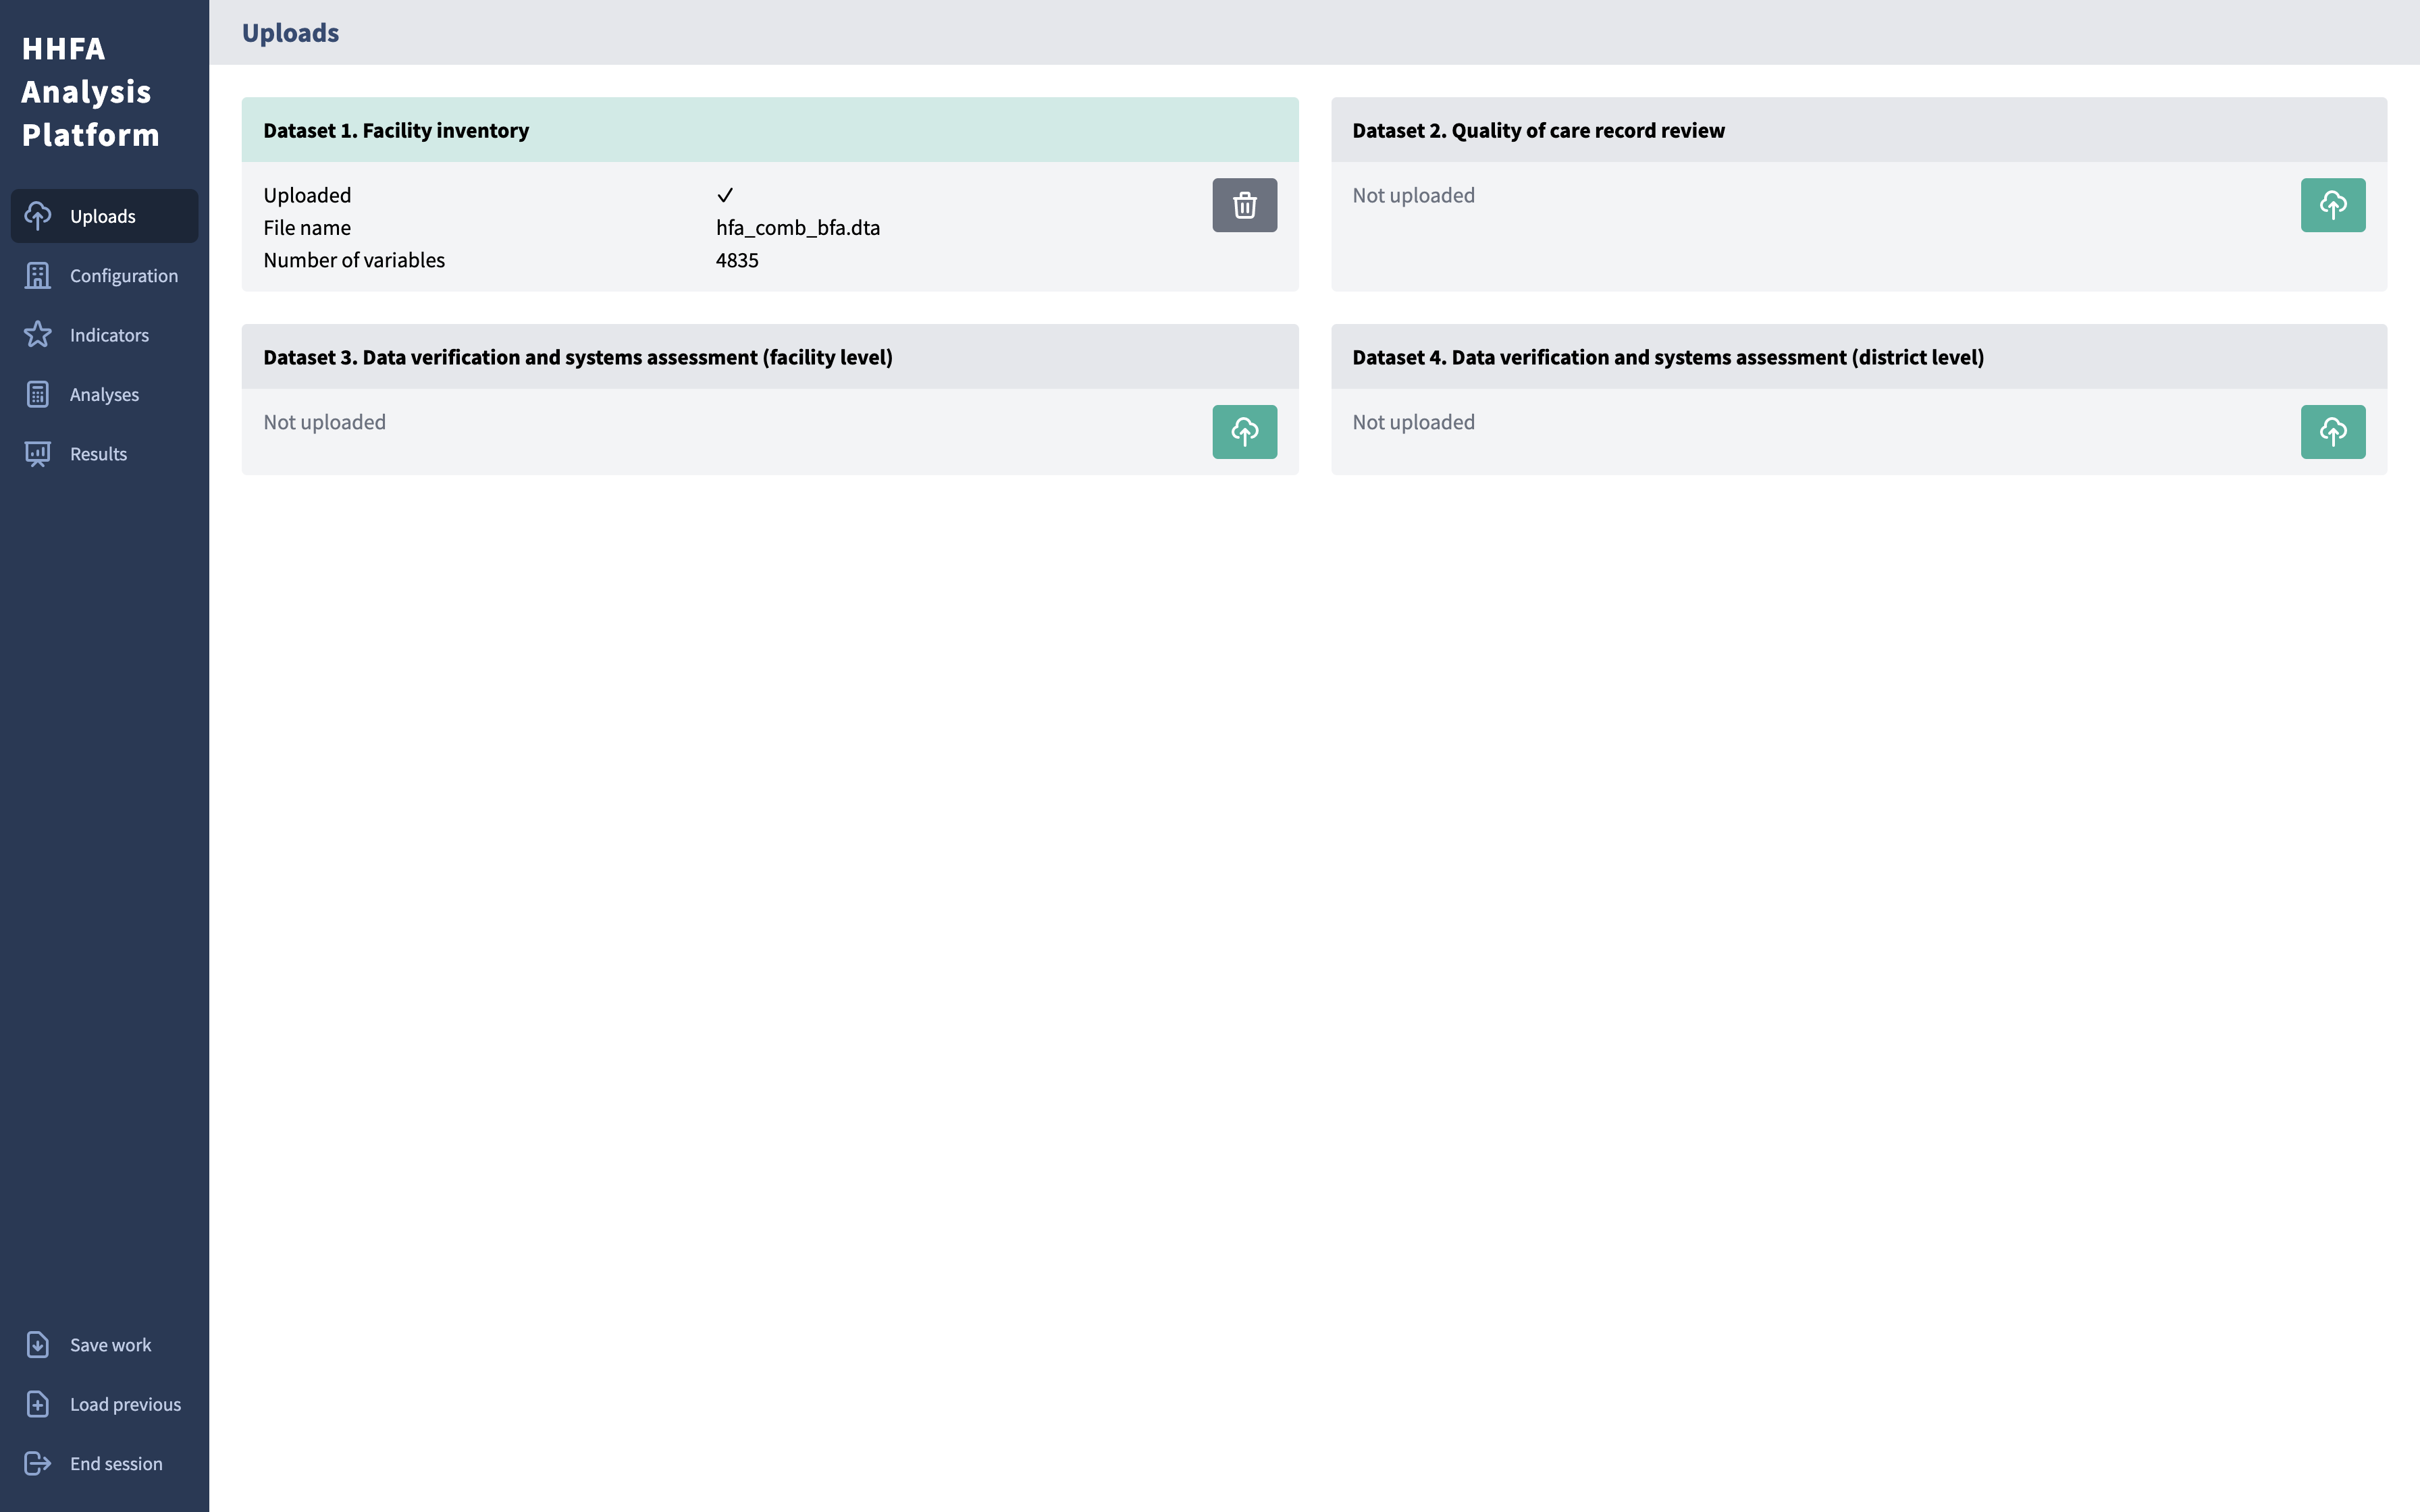 HHFA
Analysis
Platform
Uploads
Configuration
Indicators
Analyses
Results
Save work
Load previous
End session
Uploads
Dataset 1. Facility inventory
Uploaded ✓
File name hfa_comb_bfa.dta
Number of variables 4835
Dataset 2. Quality of care record review
Not uploaded
Dataset 3. Data verification and systems assessment (facility level)
Not uploaded
Dataset 4. Data verification and systems assessment (district level)
Not uploaded